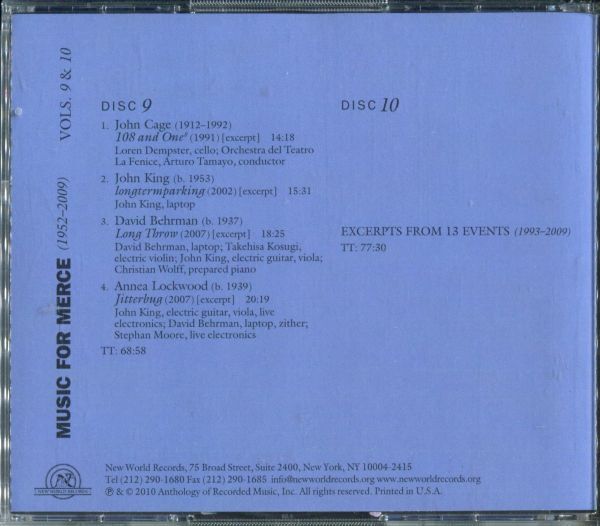 MUSIC FOR MERCE (1952–2009) VOLS. 9 & 10
DISC 9
1. John Cage (1912–1992)
108 and One⁸ (1991) [excerpt] 14:18
Loren Dempster, cello; Orchestra del Teatro
La Fenice, Arturo Tamayo, conductor
2. John King (b. 1953)
longtermparking (2002) [excerpt] 15:31
John King, laptop
3. David Behrman (b. 1937)
Long Throw (2007) [excerpt] 18:25
David Behrman, laptop; Takehisa Kosugi,
electric violin; John King, electric guitar, viola;
Christian Wolff, prepared piano
4. Annea Lockwood (b. 1939)
Jitterbug (2007) [excerpt] 20:19
John King, electric guitar, viola, live
electronics; David Behrman, laptop, zither;
Stephan Moore, live electronics
TT: 68:58
DISC 10
EXCERPTS FROM 13 EVENTS (1993–2009)
TT: 77:30
NEW WORLD RECORDS
New World Records, 75 Broad Street, Suite 2400, New York, NY 10004-2415
Tel (212) 290-1680 Fax (212) 290-1685 info@newworldrecords.org www.newworldrecords.org
℗ & © 2010 Anthology of Recorded Music, Inc. All rights reserved. Printed in U.S.A.